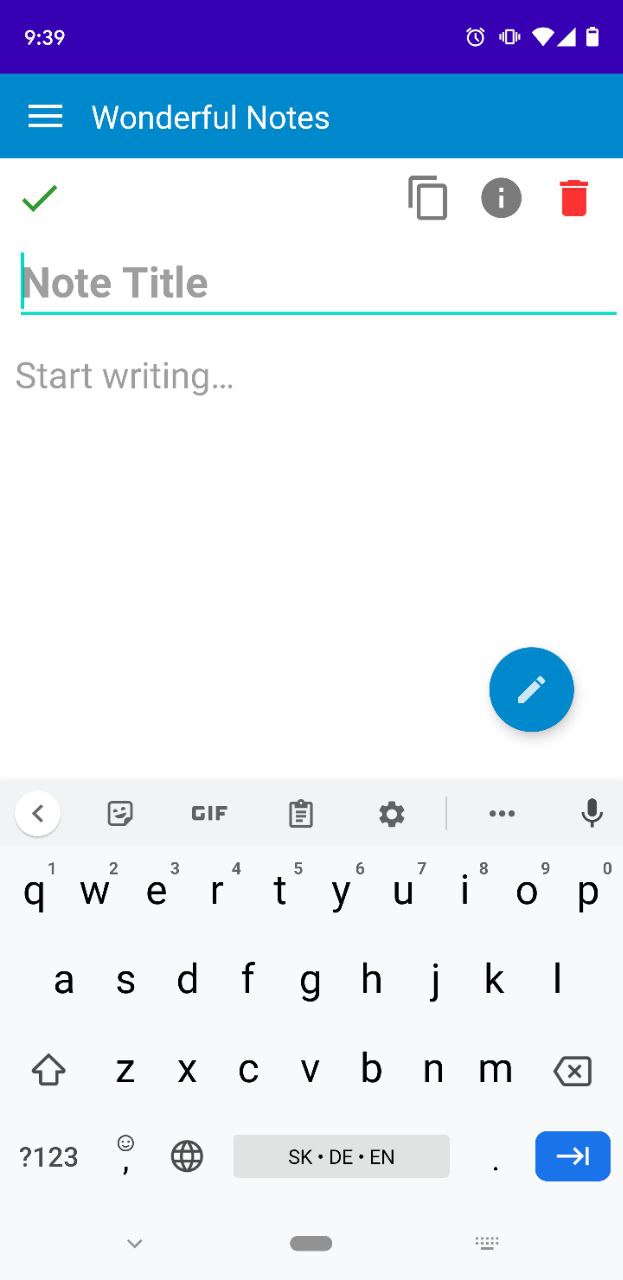 9:39
Wonderful Notes
Note Title
Start writing...
GIF
1 2 3 4 5 6 7 8 9 0
q w e r t y u i o p
a s d f g h j k l
z x c v b n m
?123 , SK • DE • EN .